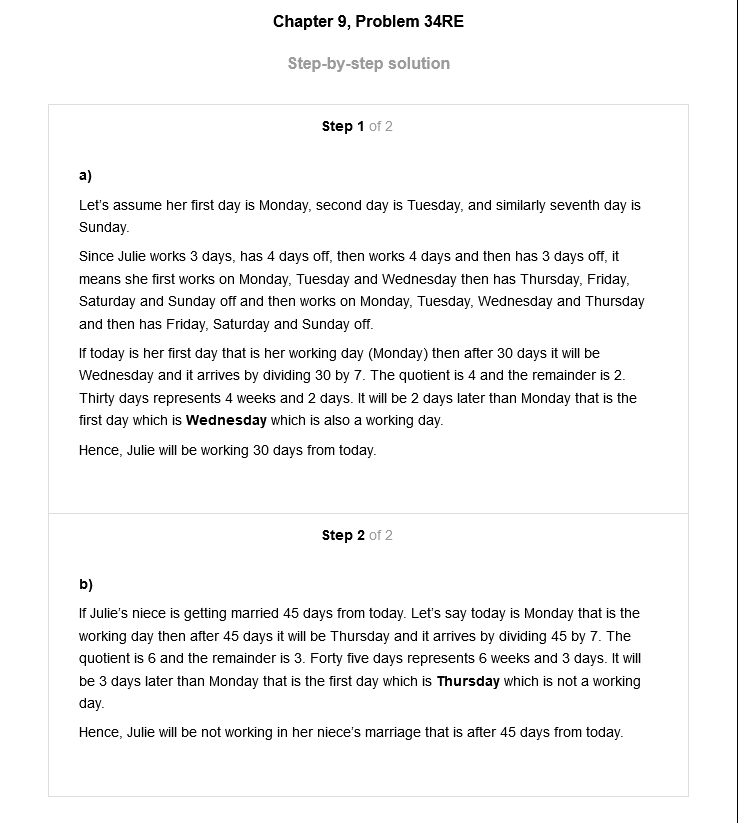 Chapter 9, Problem 34RE
Step-by-step solution
Step 1 of 2
a)
Let's assume her first day is Monday, second day is Tuesday, and similarly seventh day is
Sunday.
Since Julie works 3 days, has 4 days off, then works 4 days and then has 3 days off, it
means she first works on Monday, Tuesday and Wednesday then has Thursday, Friday,
Saturday and Sunday off and then works on Monday, Tuesday, Wednesday and Thursday
and then has Friday, Saturday and Sunday off.
If today is her first day that is her working day (Monday) then after 30 days it will be
Wednesday and it arrives by dividing 30 by 7. The quotient is 4 and the remainder is 2.
Thirty days represents 4 weeks and 2 days. It will be 2 days later than Monday that is the
first day which is Wednesday which is also a working day.
Hence, Julie will be working 30 days from today.
Step 2 of 2
b)
If Julie's niece is getting married 45 days from today. Let's say today is Monday that is the
working day then after 45 days it will be Thursday and it arrives by dividing 45 by 7. The
quotient is 6 and the remainder is 3. Forty five days represents 6 weeks and 3 days. It will
be 3 days later than Monday that is the first day which is Thursday which is not a working
day.
Hence, Julie will be not working in her niece's marriage that is after 45 days from today.